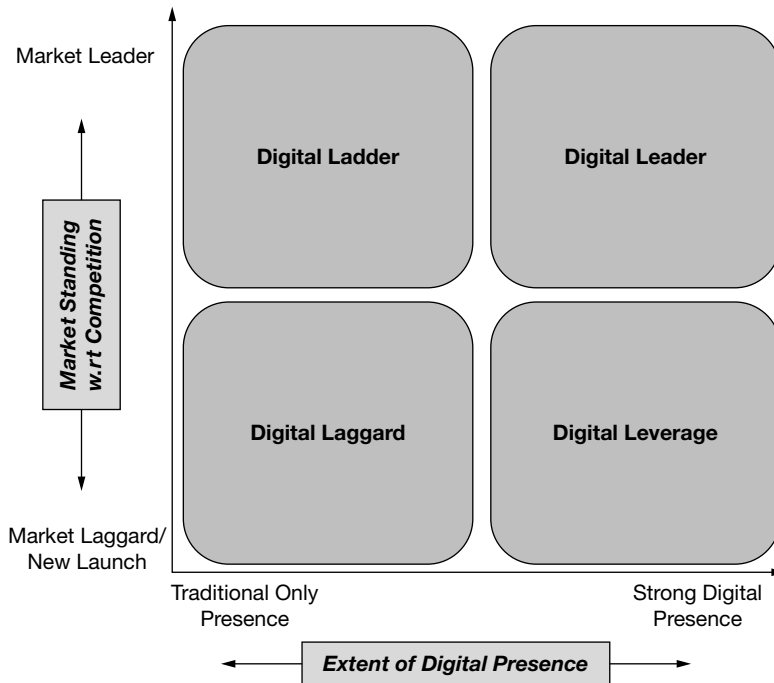 Market Leader
Digital Ladder
Digital Leader
Market Standing
w.rt Competition
Digital Laggard
Digital Leverage
Market Laggard/
New Launch
Traditional Only
Presence
Strong Digital
Presence
Extent of Digital Presence